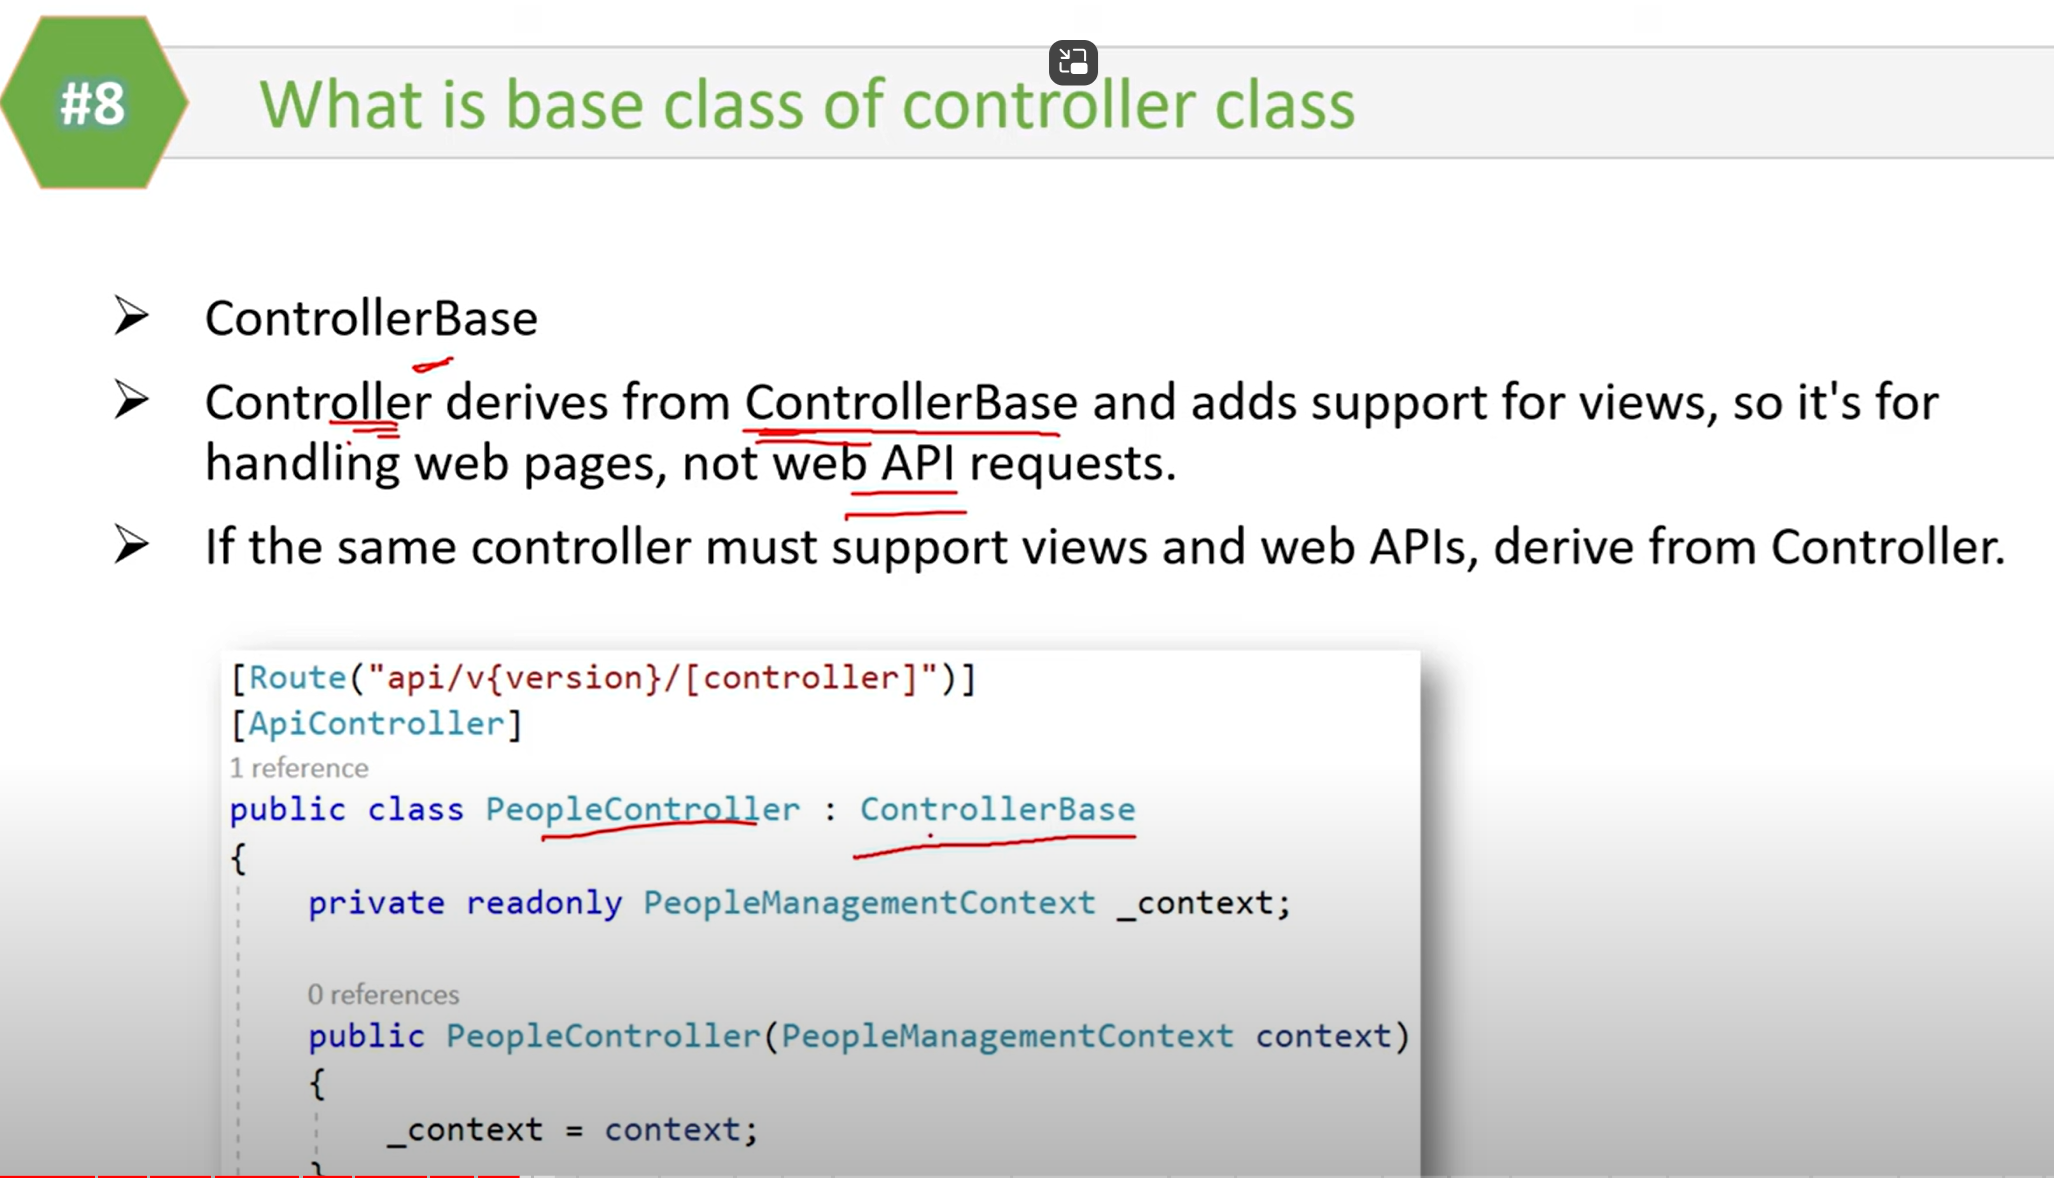 #8
What is base class of controller class
ControllerBase
Controller derives from ControllerBase and adds support for views, so it's for
handling web pages, not web API requests.
If the same controller must support views and web APIs, derive from Controller.
[Route("api/v{version}/[controller]")]
[ApiController]
1 reference
public class PeopleController : ControllerBase
{
private readonly PeopleManagementContext _context;
0 references
public PeopleController(PeopleManagementContext context)
{
_context = context;
}